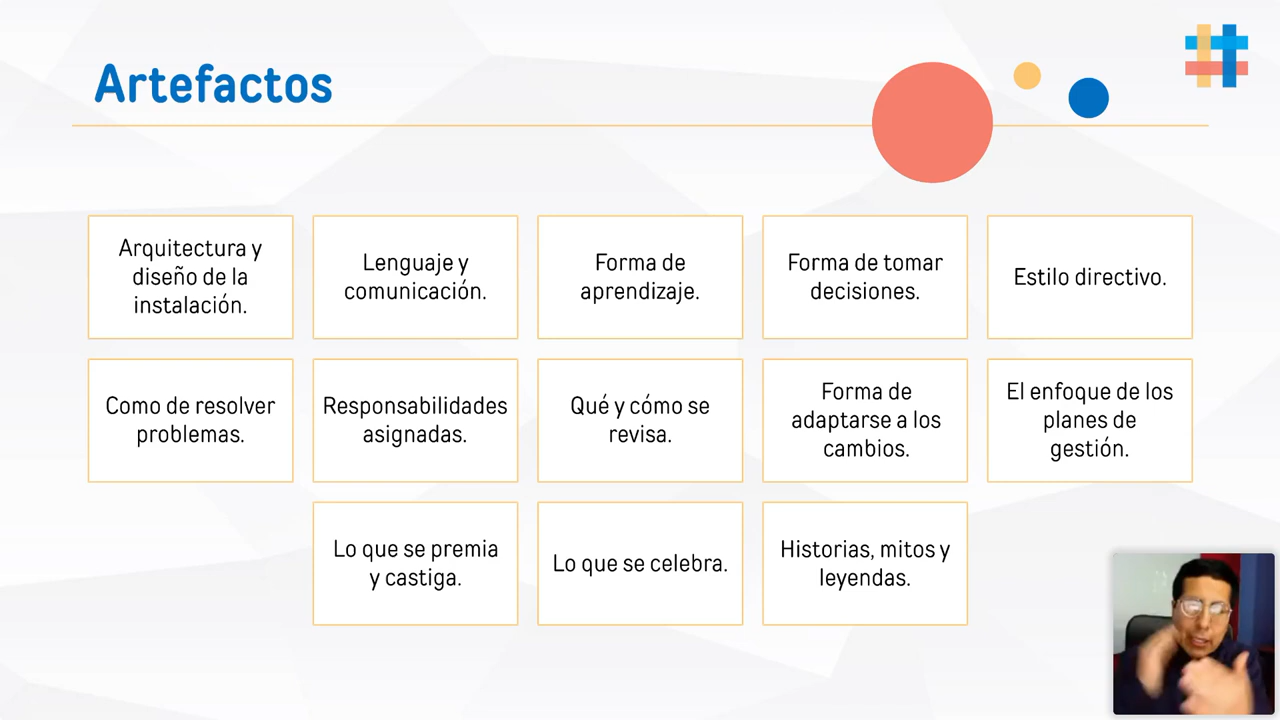 Artefactos
Arquitectura y
diseño de la
instalación.
Lenguaje y
comunicación.
Forma de
aprendizaje.
Forma de tomar
decisiones.
Estilo directivo.
Como de resolver
problemas.
Responsabilidades
asignadas.
Qué y cómo se
revisa.
Forma de
adaptarse a los
cambios.
El enfoque de los
planes de
gestión.
Lo que se premia
y castiga.
Lo que se celebra.
Historias, mitos y
leyendas.